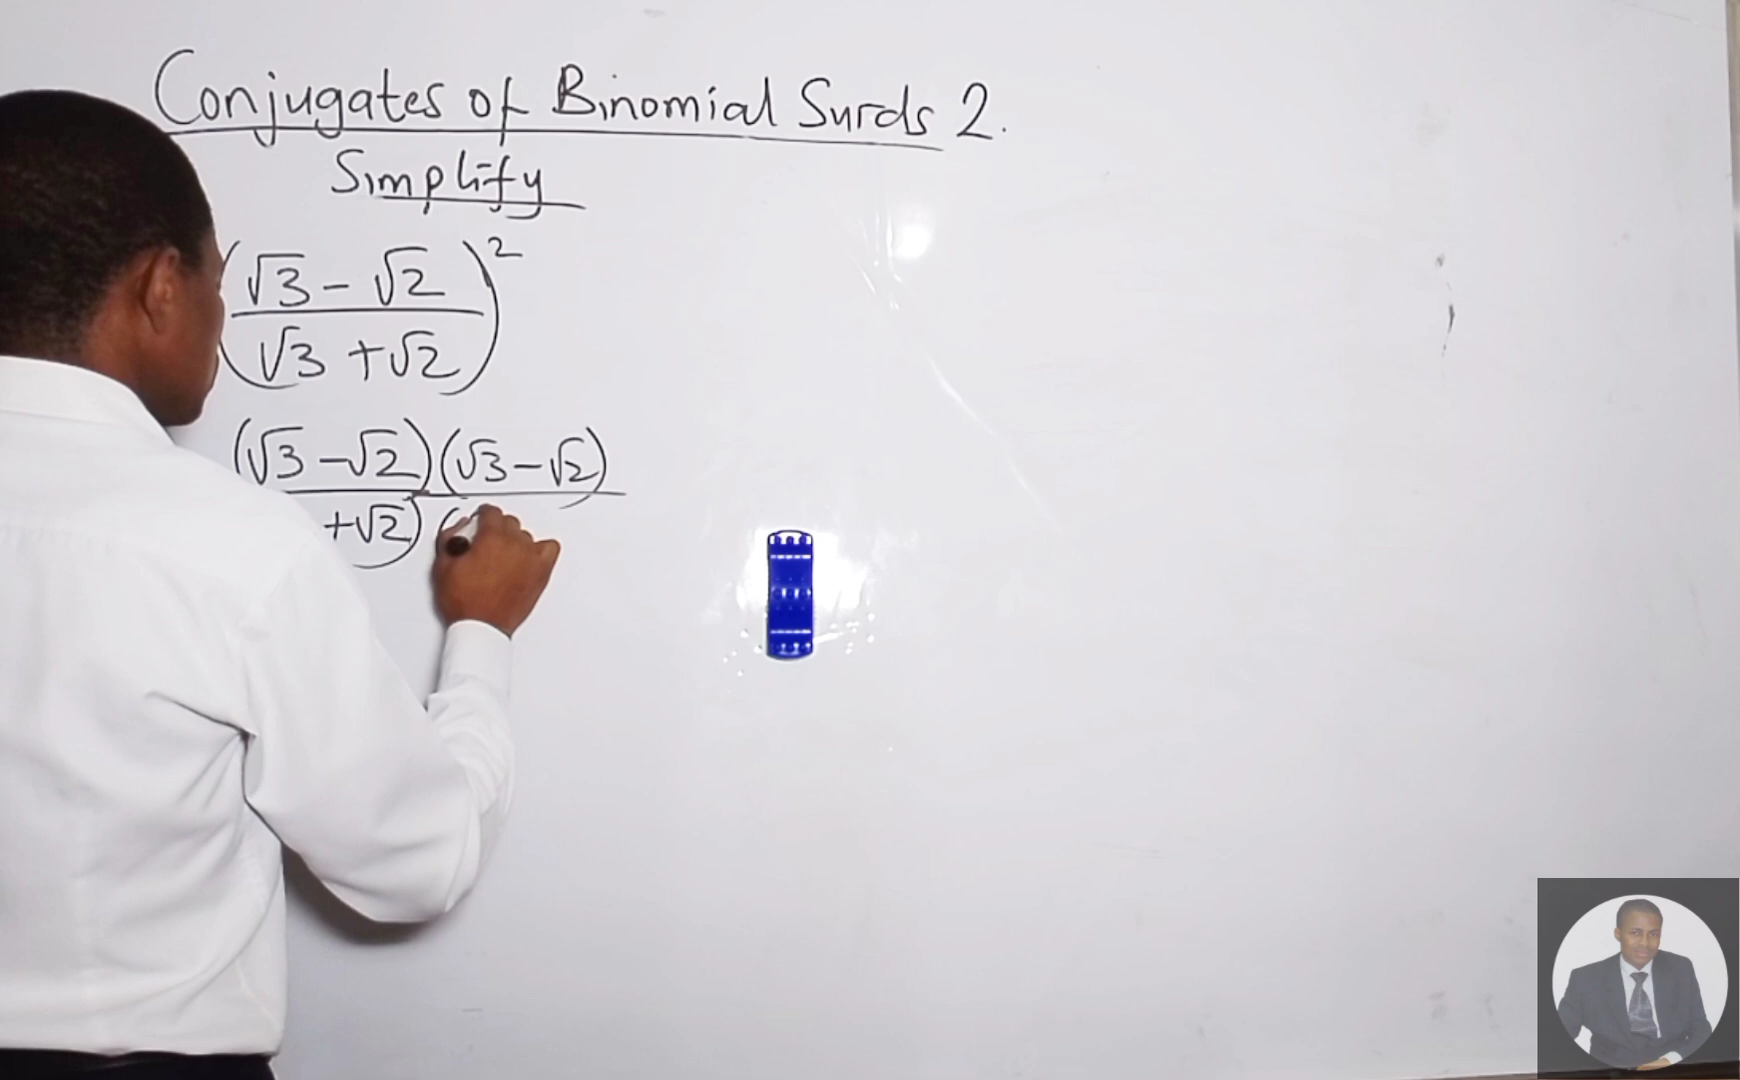 Conjugates of Binomial Surds 2.
Simplify
(√3 - √2)²
(√3 + √2)
(√3 - √2)(√3 - √2)
+√2) (